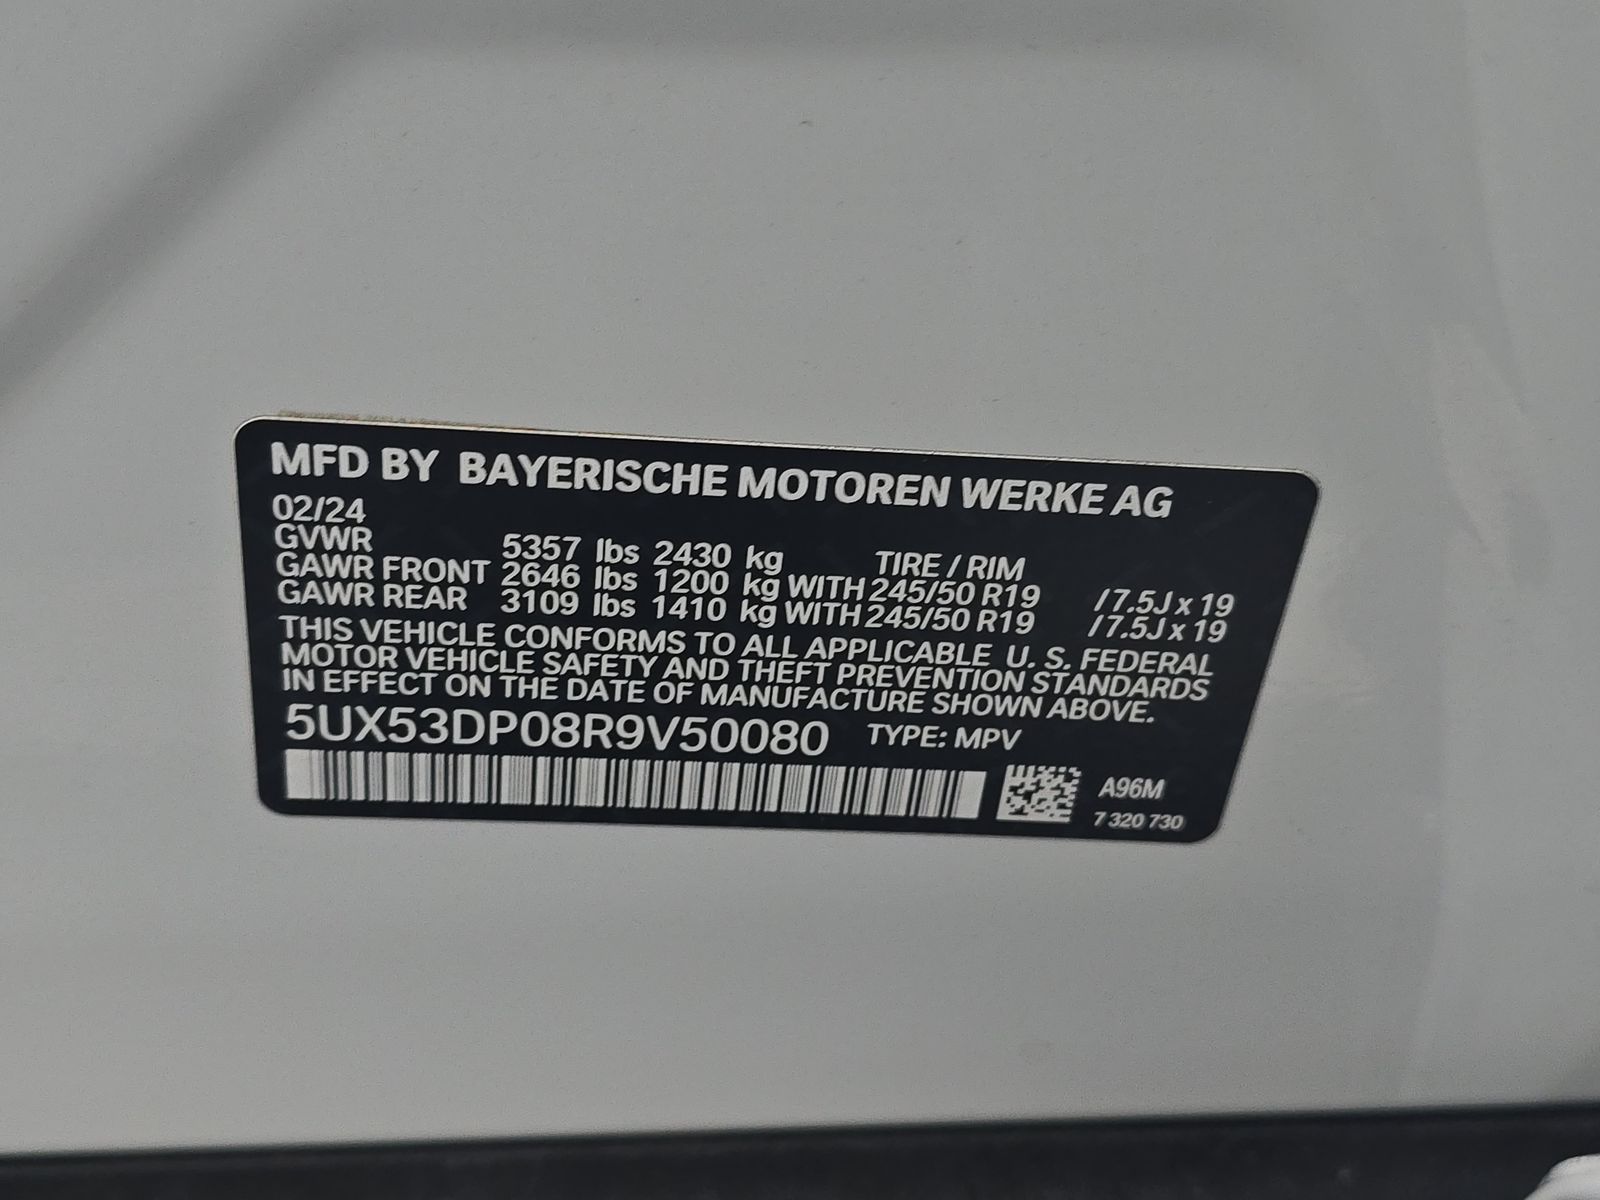 MFD BY BAYERISCHE MOTOREN WERKE AG
02/24
GVWR 5357 lbs 2430 kg TIRE / RIM
GAWR FRONT 2646 lbs 1200 kg WITH 245/50 R19 / 7.5J x 19
GAWR REAR 3109 lbs 1410 kg WITH 245/50 R19 / 7.5J x 19
THIS VEHICLE CONFORMS TO ALL APPLICABLE U. S. FEDERAL
MOTOR VEHICLE SAFETY AND THEFT PREVENTION STANDARDS
IN EFFECT ON THE DATE OF MANUFACTURE SHOWN ABOVE.
5UX53DP08R9V50080 TYPE: MPV
A96M
7 320 730